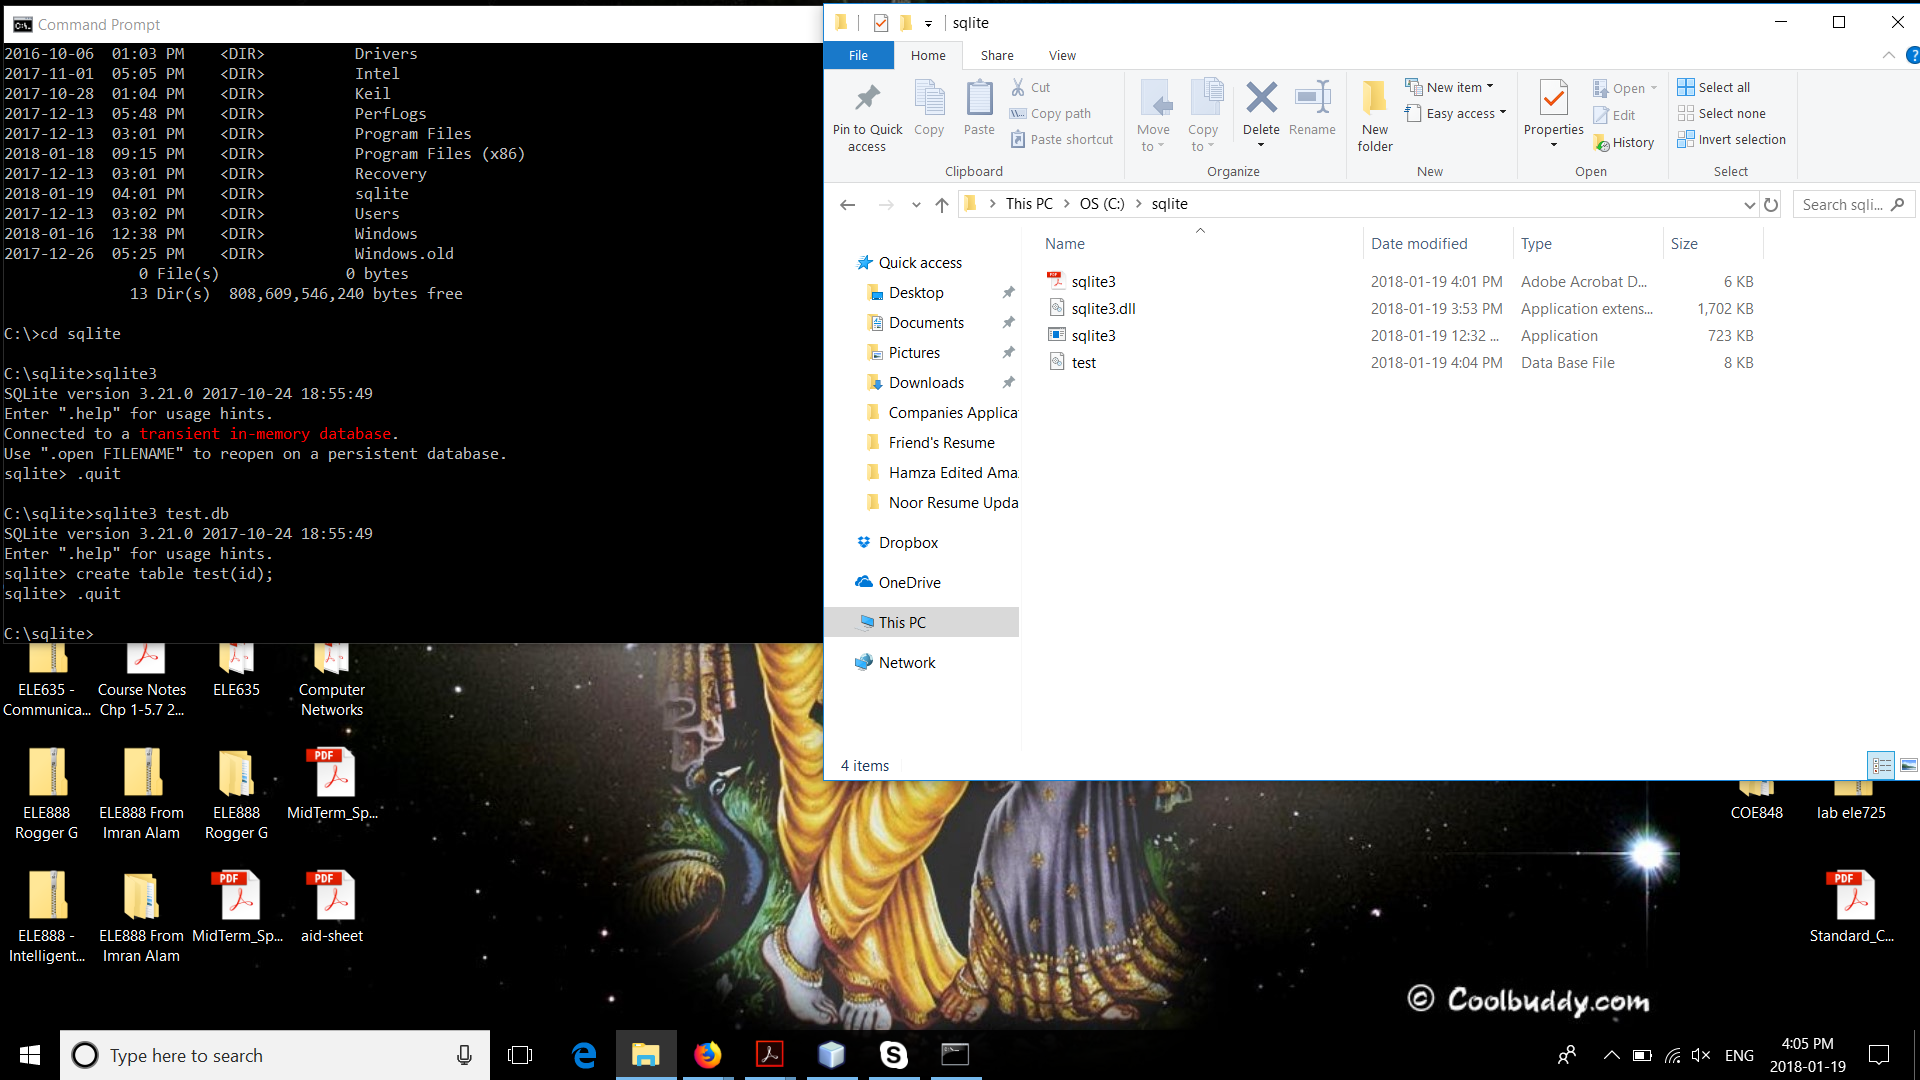 Command Prompt
2016-10-06  01:03 PM    <DIR>          Drivers
2017-11-01  05:05 PM    <DIR>          Intel
2017-10-28  01:04 PM    <DIR>          Keil
2017-12-13  05:48 PM    <DIR>          PerfLogs
2017-12-13  03:01 PM    <DIR>          Program Files
2018-01-18  09:15 PM    <DIR>          Program Files (x86)
2017-12-13  03:01 PM    <DIR>          Recovery
2018-01-19  04:01 PM    <DIR>          sqlite
2017-12-13  03:02 PM    <DIR>          Users
2018-01-16  12:38 PM    <DIR>          Windows
2017-12-26  05:25 PM    <DIR>          Windows.old
0 File(s)              0 bytes
13 Dir(s)  808,609,546,240 bytes free
C:\>cd sqlite
C:\sqlite>sqlite3
SQLite version 3.21.0 2017-10-24 18:55:49
Enter ".help" for usage hints.
Connected to a transient in-memory database.
Use ".open FILENAME" to reopen on a persistent database.
sqlite> .quit
C:\sqlite>sqlite3 test.db
SQLite version 3.21.0 2017-10-24 18:55:49
Enter ".help" for usage hints.
sqlite> create table test(id);
sqlite> .quit
C:\sqlite>
sqlite
File Home Share View
Pin to Quick access
Copy
Paste
Cut
Copy path
Paste shortcut
Clipboard
Move to
Copy to
Delete
Rename
Organize
New folder
New item
Easy access
New
Properties
Open
Edit
History
Open
Select all
Select none
Invert selection
Select
This PC > OS (C:) > sqlite
Search sqli...
Name Date modified Type Size
sqlite3 2018-01-19 4:01 PM Adobe Acrobat D... 6 KB
sqlite3.dll 2018-01-19 3:53 PM Application extens... 1,702 KB
sqlite3 2018-01-19 12:32 ... Application 723 KB
test 2018-01-19 4:04 PM Data Base File 8 KB
Quick access
Desktop
Documents
Pictures
Downloads
Companies Applica
Friend's Resume
Hamza Edited Ama
Noor Resume Upda
Dropbox
OneDrive
This PC
Network
4 items
ELE635 -
Communica...
Course Notes
Chp 1-5.7 2...
ELE635
Computer
Networks
ELE888
Rogger G
ELE888 From
Imran Alam
ELE888
Rogger G
PDF
MidTerm_Sp...
COE848
lab ele725
ELE888 -
Intelligent...
ELE888 From
Imran Alam
PDF
MidTerm_Sp...
PDF
aid-sheet
PDF
Standard_C...
© Coolbuddy.com
Type here to search
ENG
4:05 PM
2018-01-19